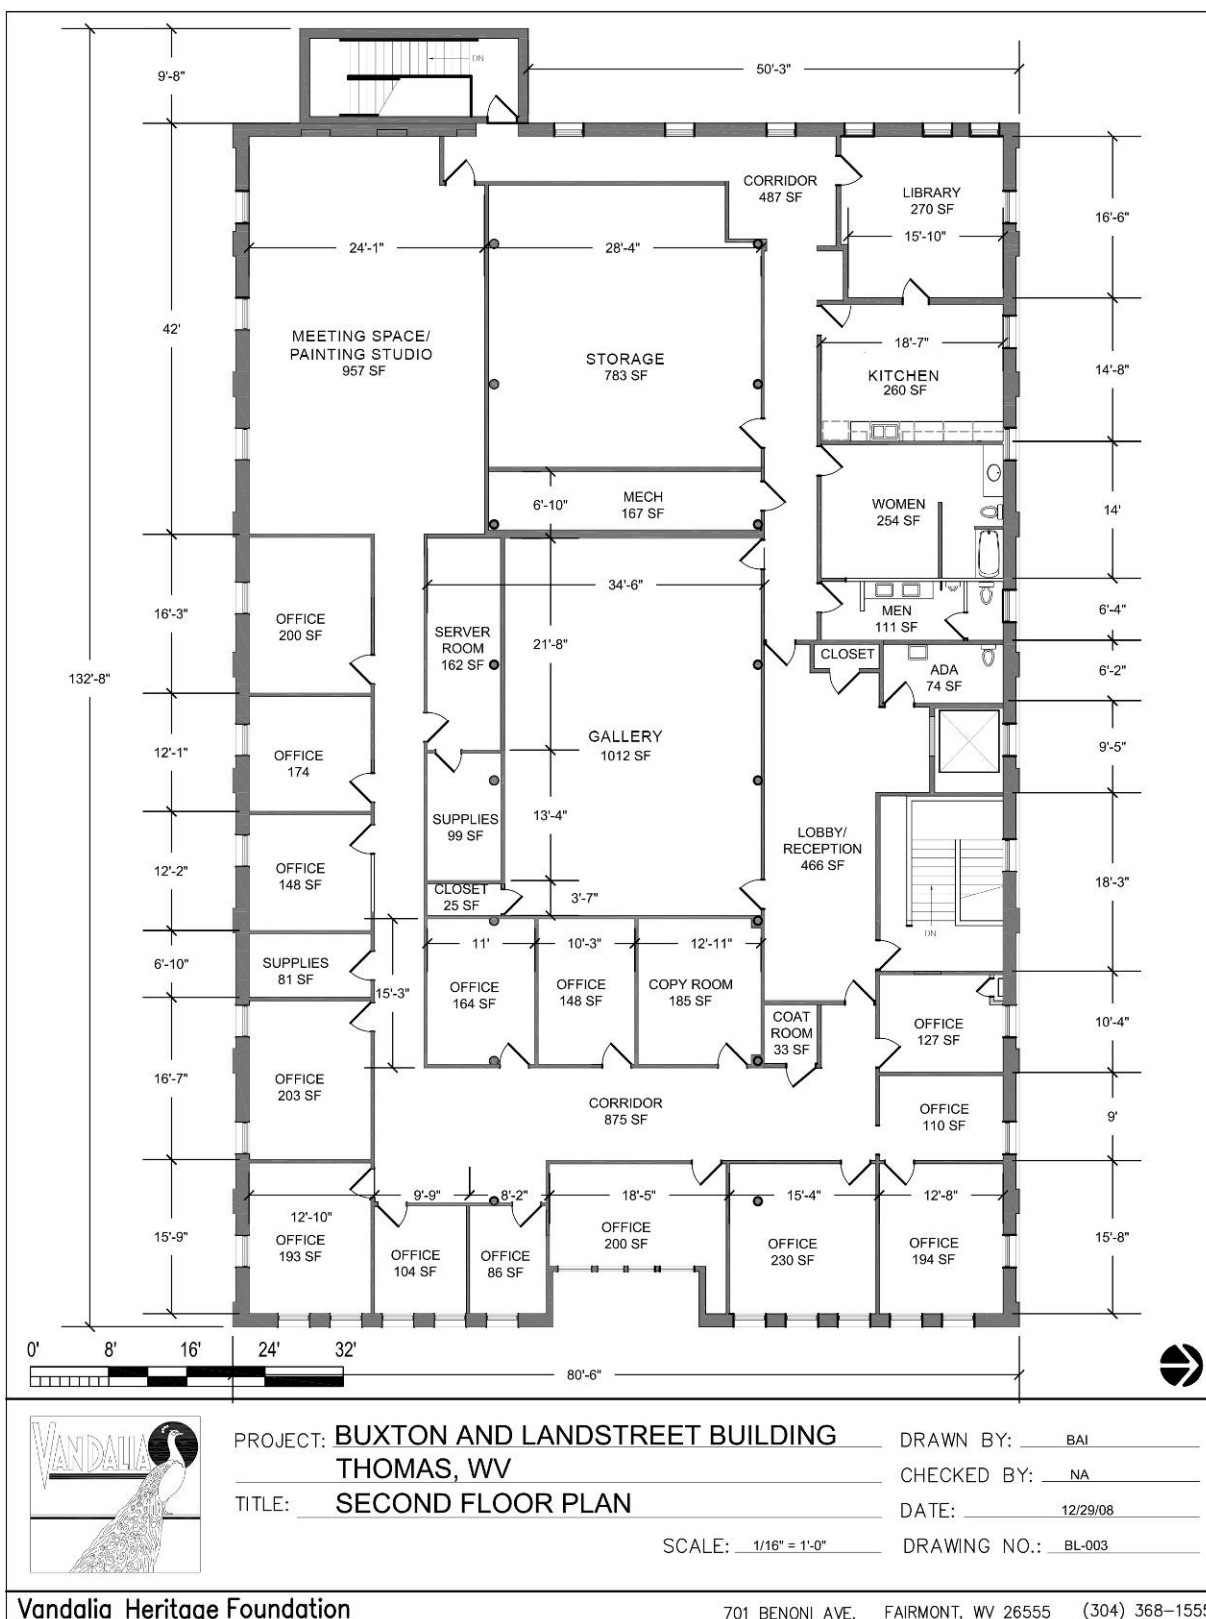 DN
9'-8"
50'-3"
CORRIDOR
487 SF
LIBRARY
270 SF
15'-10"
16'-6"
24'-1"
28'-4"
42'
MEETING SPACE/
PAINTING STUDIO
957 SF
STORAGE
783 SF
18'-7"
KITCHEN
260 SF
14'-8"
6'-10"
MECH
167 SF
WOMEN
254 SF
14'
34'-6"
16'-3"
OFFICE
200 SF
SERVER
ROOM
162 SF
21'-8"
MEN
111 SF
6'-4"
CLOSET
ADA
74 SF
6'-2"
132'-8"
12'-1"
OFFICE
174
GALLERY
1012 SF
9'-5"
SUPPLIES
99 SF
13'-4"
LOBBY/
RECEPTION
466 SF
12'-2"
OFFICE
148 SF
CLOSET
25 SF
3'-7"
18'-3"
DN
6'-10"
SUPPLIES
81 SF
15'-3"
11'
10'-3"
12'-11"
OFFICE
164 SF
OFFICE
148 SF
COPY ROOM
185 SF
COAT
ROOM
33 SF
OFFICE
127 SF
10'-4"
16'-7"
OFFICE
203 SF
CORRIDOR
875 SF
OFFICE
110 SF
9'
9'-9"
8'-2"
18'-5"
15'-4"
12'-8"
15'-9"
12'-10"
OFFICE
193 SF
OFFICE
104 SF
OFFICE
86 SF
OFFICE
200 SF
OFFICE
230 SF
OFFICE
194 SF
15'-8"
0' 8' 16' 24' 32'
80'-6"
VANDALIA
PROJECT: BUXTON AND LANDSTREET BUILDING
THOMAS, WV
TITLE: SECOND FLOOR PLAN
SCALE: 1/16" = 1'-0"
DRAWN BY: BAI
CHECKED BY: NA
DATE: 12/29/08
DRAWING NO.: BL-003
Vandalia Heritage Foundation
701 BENONI AVE. FAIRMONT, WV 26555 (304) 368-1555